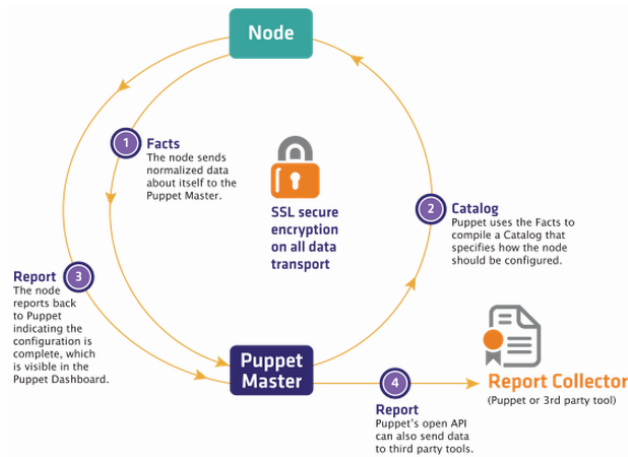 Node
1
Facts
The node sends
normalized data
about itself to the
Puppet Master.
SSL secure
encryption
on all data
transport
2
Catalog
Puppet uses the Facts to
compile a Catalog that
specifies how the node
should be configured.
Report
3
The node
reports back
to Puppet
indicating the
configuration is
complete, which
is visible in the
Puppet Dashboard.
Puppet
Master
4
Report
Puppet's open API
can also send data
to third party tools.
Report Collector
(Puppet or 3rd party tool)